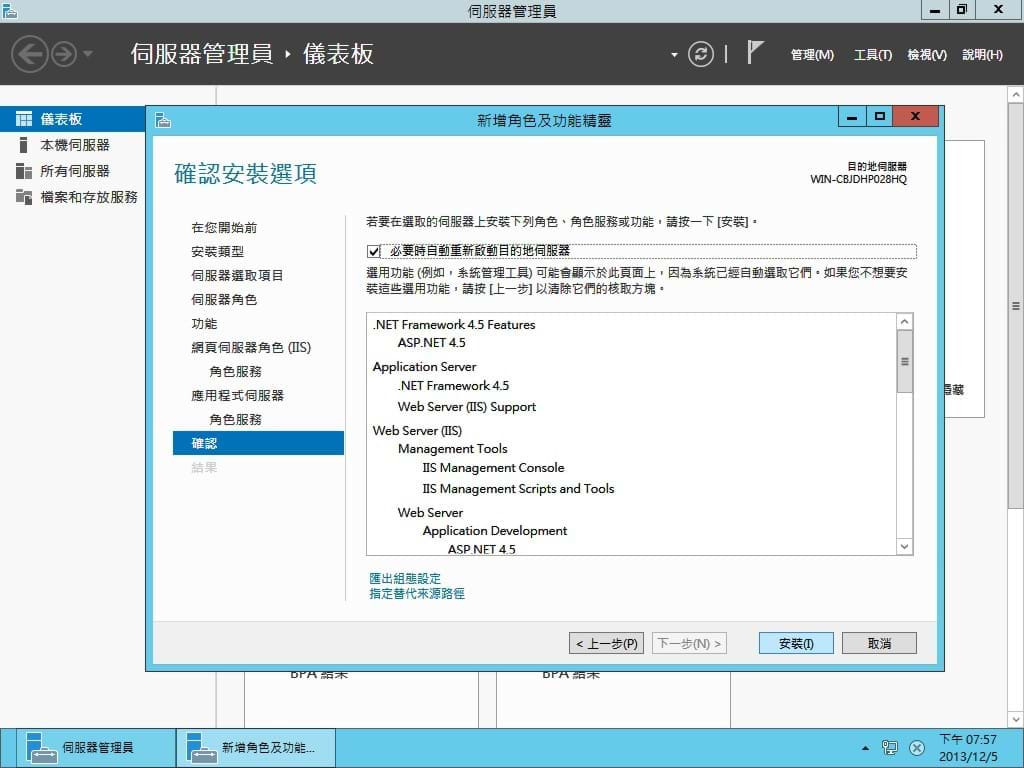 伺服器管理員
伺服器管理員 ‣ 儀表板
管理(M) 工具(T) 檢視(V) 說明(H)
儀表板
本機伺服器
所有伺服器
檔案和存放服務
新增角色及功能精靈
確認安裝選項
目的地伺服器
WIN-CBJDHP028HQ
在您開始前
安裝類型
伺服器選取項目
伺服器角色
功能
網頁伺服器角色 (IIS)
角色服務
應用程式伺服器
角色服務
確認
結果
若要在選取的伺服器上安裝下列角色、角色服務或功能，請按一下 [安裝]。
必要時自動重新啟動目的地伺服器
選用功能 (例如，系統管理工具) 可能會顯示於此頁面上，因為系統已經自動選取它們。如果您不想要安
裝這些選用功能，請按 [上一步] 以清除它們的核取方塊。
.NET Framework 4.5 Features
ASP.NET 4.5
Application Server
.NET Framework 4.5
Web Server (IIS) Support
Web Server (IIS)
Management Tools
IIS Management Console
IIS Management Scripts and Tools
Web Server
Application Development
ASP.NET 4.5
匯出組態設定
指定替代來源路徑
< 上一步(P) 下一步(N) > 安裝(I) 取消
BPA 結果 BPA 結果
伺服器管理員 新增角色及功能...
下午 07:57
2013/12/5